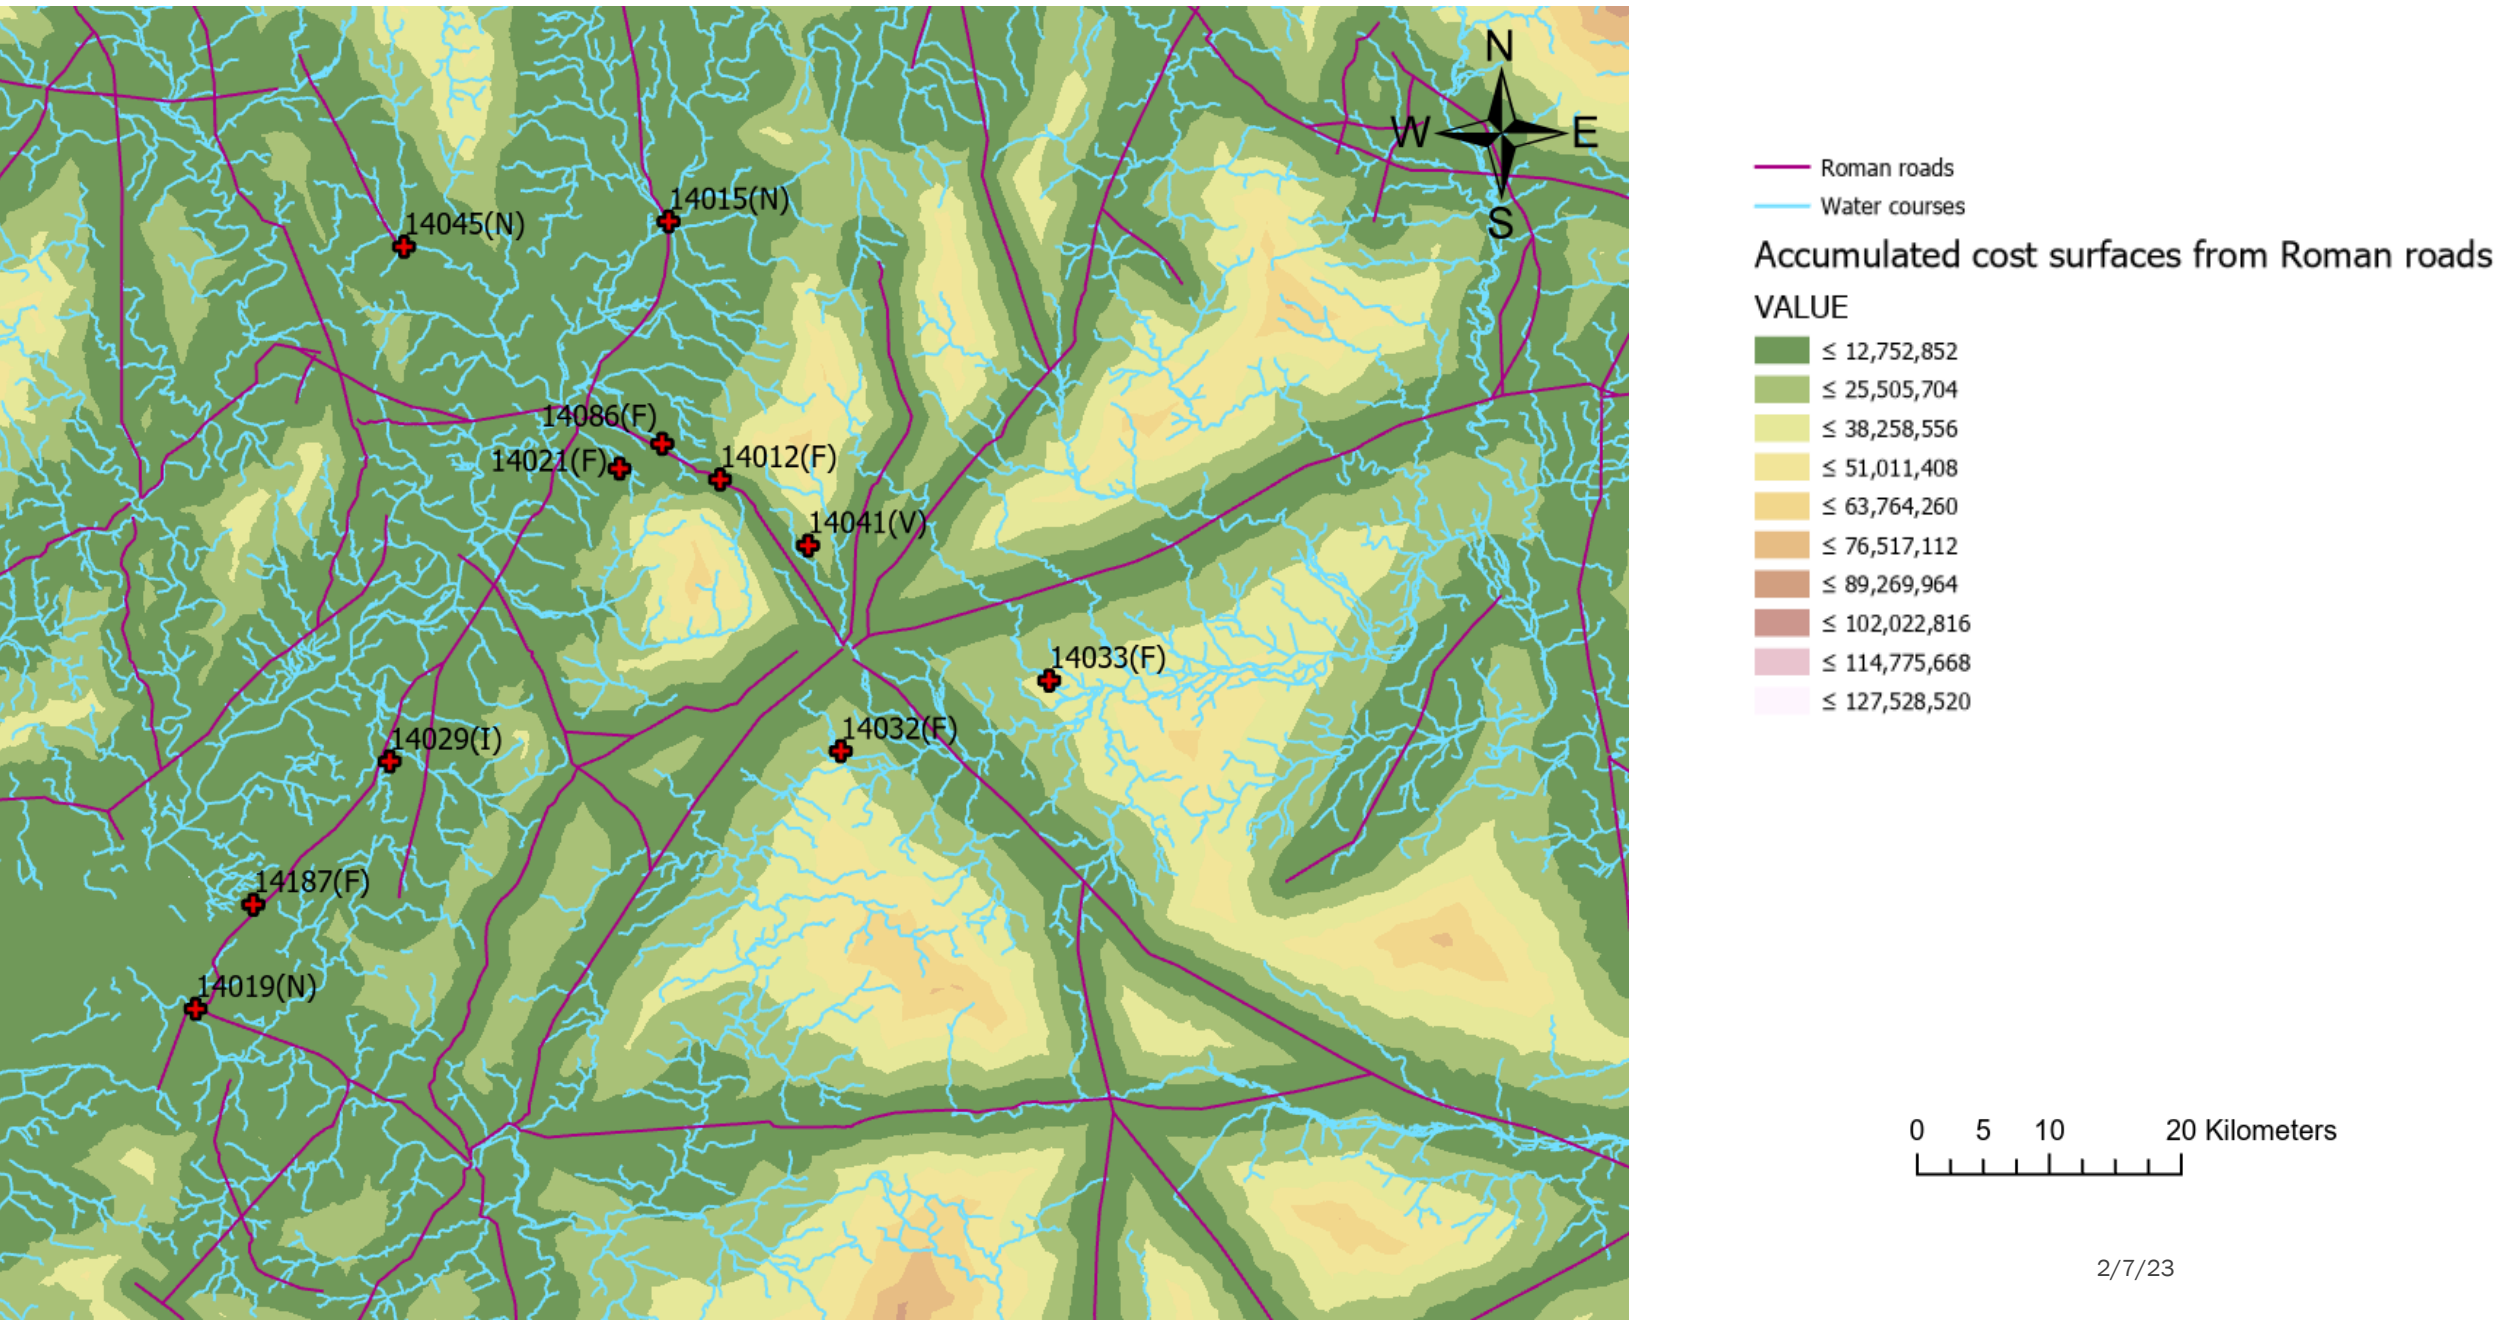 N
W
E
S
14015(N)
14045(N)
14086(F)
14021(F)
14012(F)
14041(V)
14033(F)
14032(F)
14029(I)
14187(F)
14019(N)
Roman roads
Water courses
Accumulated cost surfaces from Roman roads
VALUE
≤ 12,752,852
≤ 25,505,704
≤ 38,258,556
≤ 51,011,408
≤ 63,764,260
≤ 76,517,112
≤ 89,269,964
≤ 102,022,816
≤ 114,775,668
≤ 127,528,520
0 5 10 20 Kilometers
2/7/23